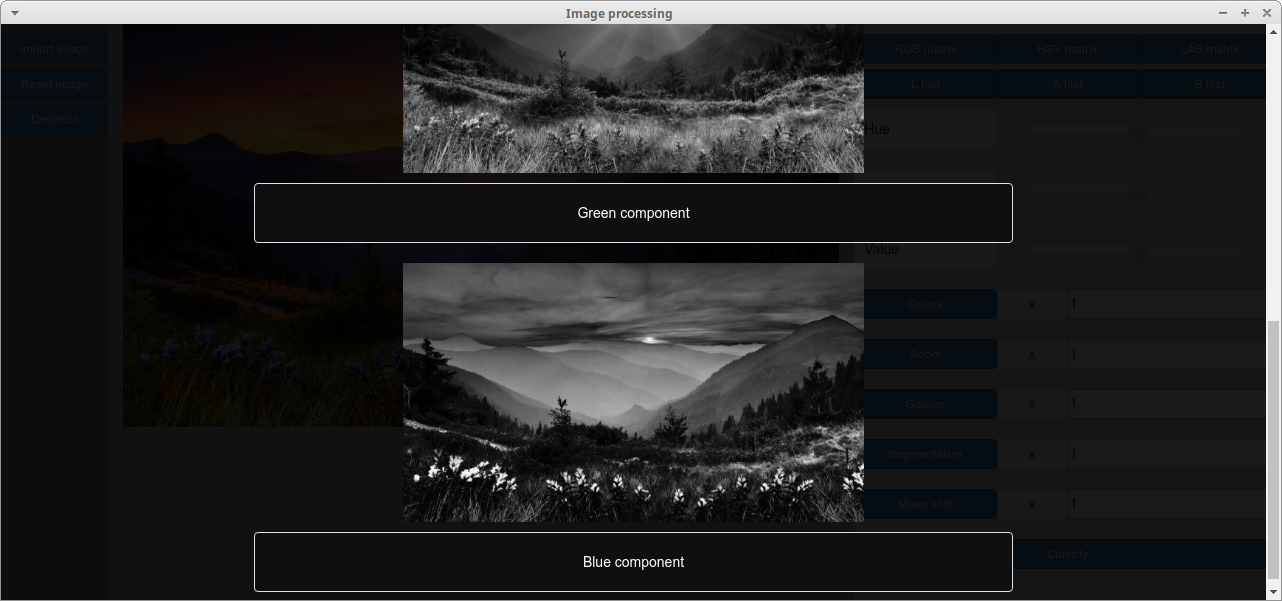 Image processing
Import image
Reset image
Deselect
RGB matrix
HSV matrix
LAB matrix
L hist
A hist
B hist
Hue
Value
Green component
Gauss
x
1
Sobel
x
1
Gabore
x
1
Segmentation
x
1
Mean shift
x
1
Classify
Blue component